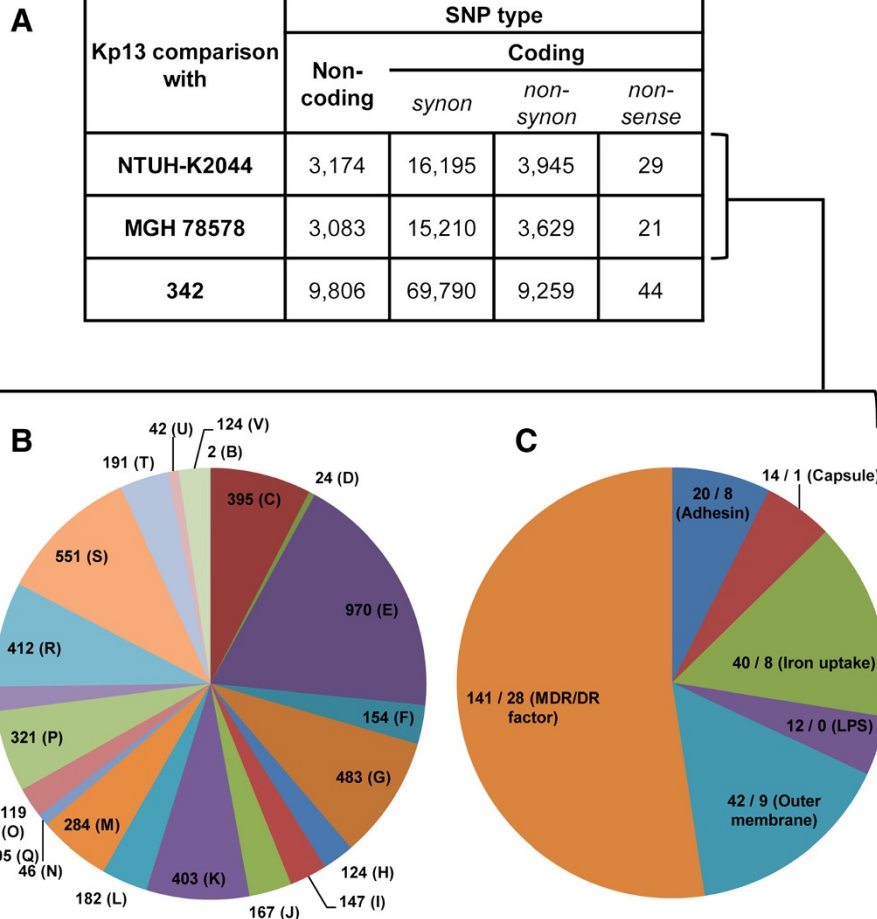 A
Kp13 comparison with
SNP type
Non-coding
Coding
synon
non-synon
non-sense
NTUH-K2044 3,174 16,195 3,945 29
MGH 78578 3,083 15,210 3,629 21
342 9,806 69,790 9,259 44
B
42 (U)
124 (V)
2 (B)
191 (T)
24 (D)
395 (C)
551 (S)
970 (E)
412 (R)
154 (F)
321 (P)
483 (G)
119
(O)
95 (Q)
46 (N)
284 (M)
124 (H)
182 (L)
403 (K)
147 (I)
167 (J)
C
14 / 1 (Capsule)
20 / 8
(Adhesin)
40 / 8 (Iron uptake)
141 / 28 (MDR/DR
factor)
12 / 0 (LPS)
42 / 9 (Outer
membrane)